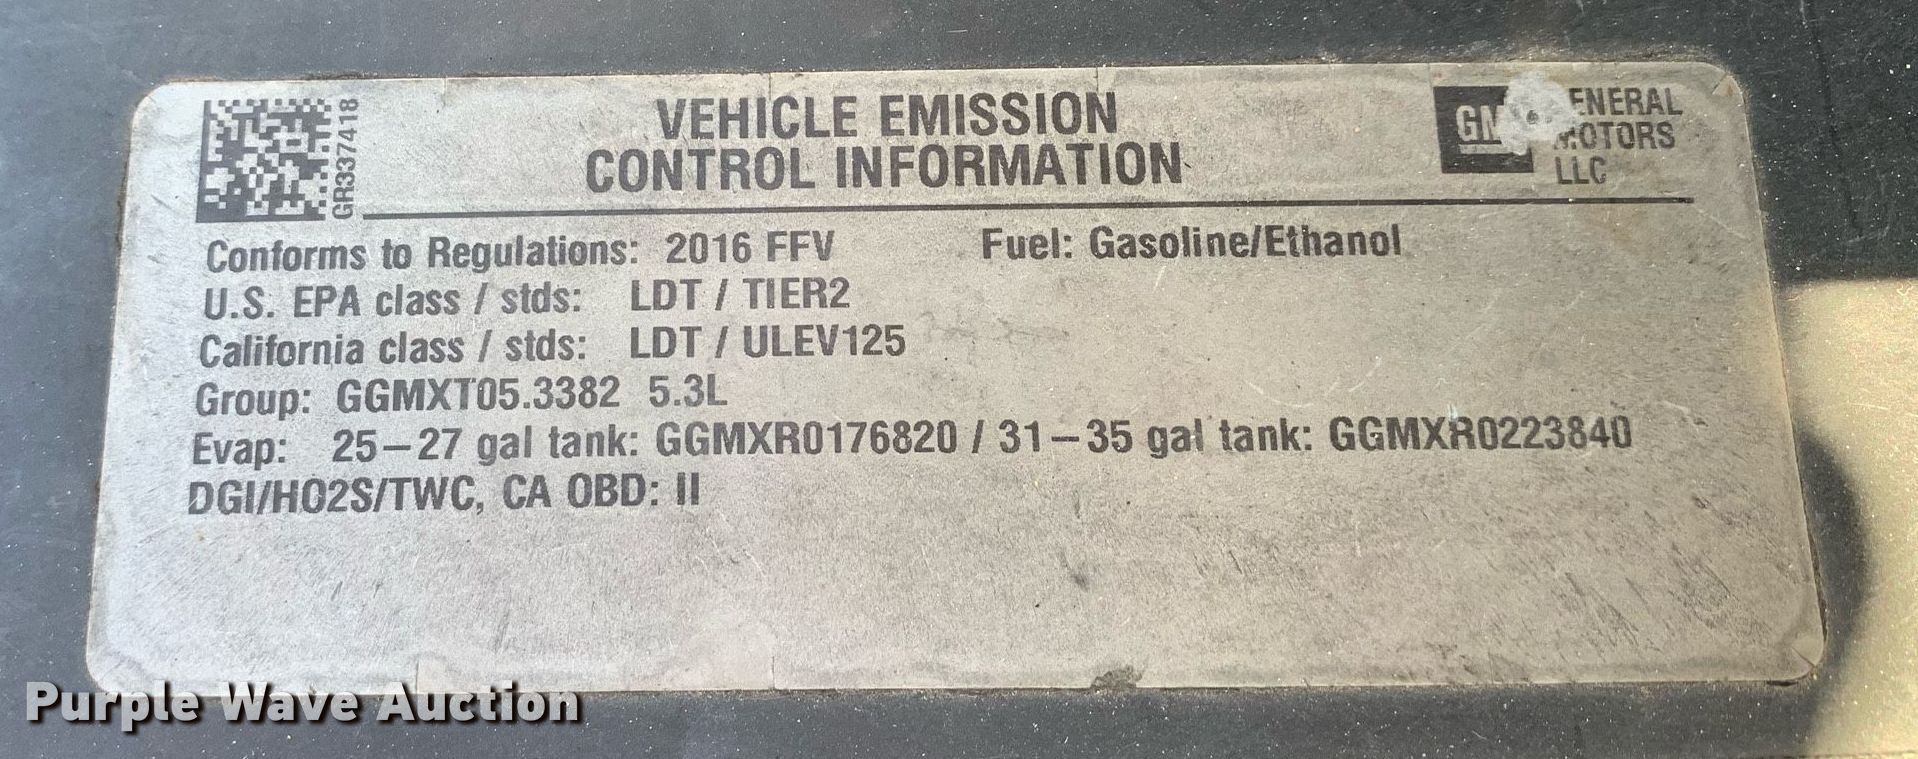 GR337418
VEHICLE EMISSION
CONTROL INFORMATION
GM
GENERAL
MOTORS
LLC
Conforms to Regulations: 2016 FFV Fuel: Gasoline/Ethanol
U.S. EPA class / stds: LDT / TIER2
California class / stds: LDT / ULEV125
Group: GGMXT05.3382 5.3L
Evap: 25–27 gal tank: GGMXR0176820 / 31–35 gal tank: GGMXR0223840
DGI/HO2S/TWC, CA OBD: II
Purple Wave Auction